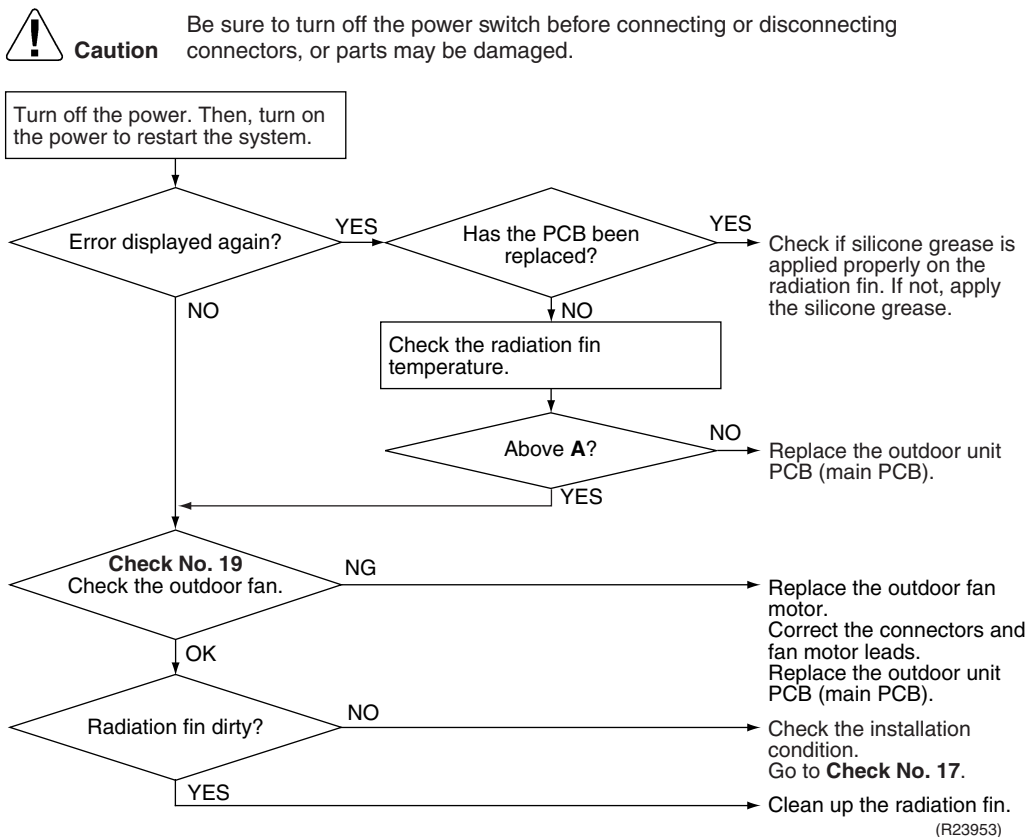 Be sure to turn off the power switch before connecting or disconnecting
Caution connectors, or parts may be damaged.
Turn off the power. Then, turn on
the power to restart the system.
Error displayed again?
YES
Has the PCB been
replaced?
YES
Check if silicone grease is
applied properly on the
radiation fin. If not, apply
the silicone grease.
NO
NO
Check the radiation fin
temperature.
Above A?
NO
Replace the outdoor unit
PCB (main PCB).
YES
Check No. 19
Check the outdoor fan.
NG
Replace the outdoor fan
motor.
Correct the connectors and
fan motor leads.
Replace the outdoor unit
PCB (main PCB).
OK
Radiation fin dirty?
NO
Check the installation
condition.
Go to Check No. 17.
YES
Clean up the radiation fin.
(R23953)